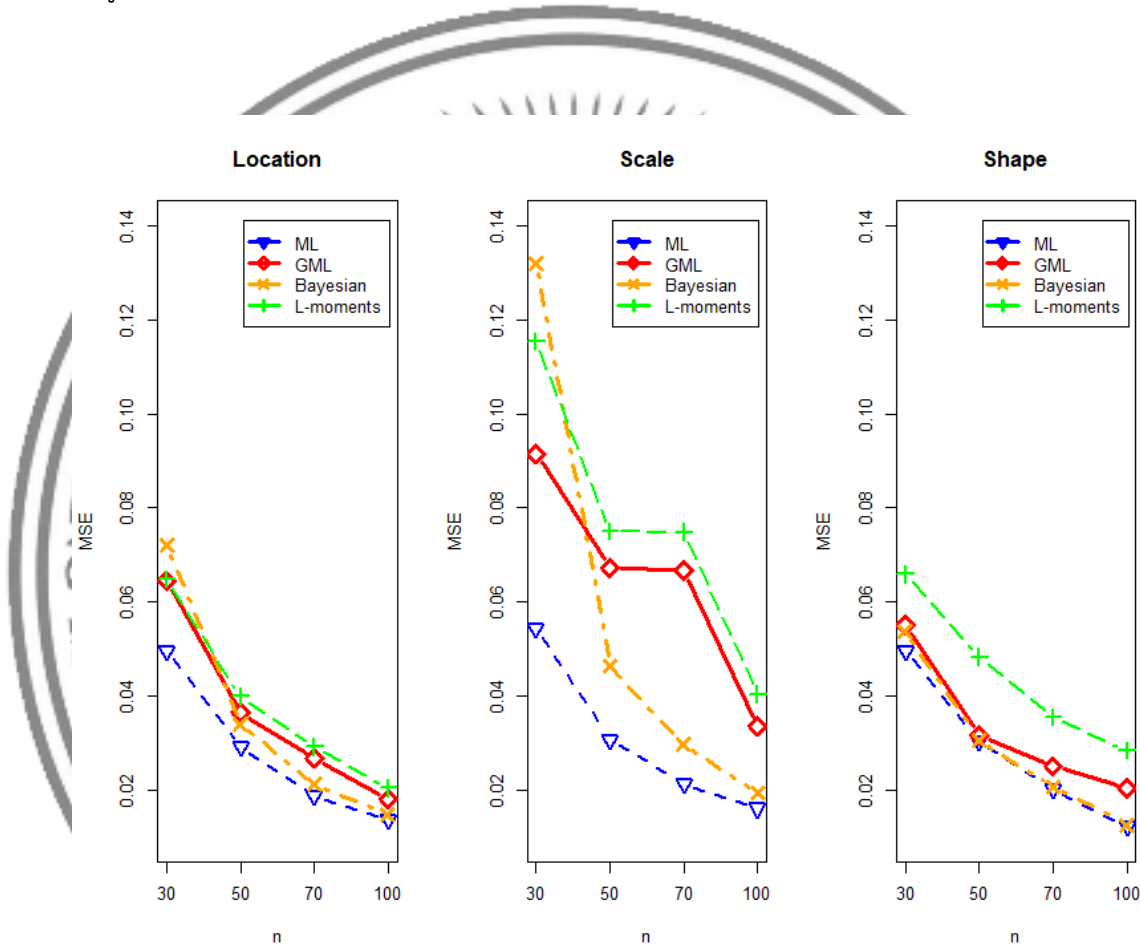 Location
0.14
0.12
0.10
0.08
0.06
0.04
0.02
MSE
ML
GML
Bayesian
L-moments
30 50 70 100
n
Scale
0.14
0.12
0.10
0.08
0.06
0.04
0.02
MSE
ML
GML
Bayesian
L-moments
30 50 70 100
n
Shape
0.14
0.12
0.10
0.08
0.06
0.04
0.02
MSE
ML
GML
Bayesian
L-moments
30 50 70 100
n